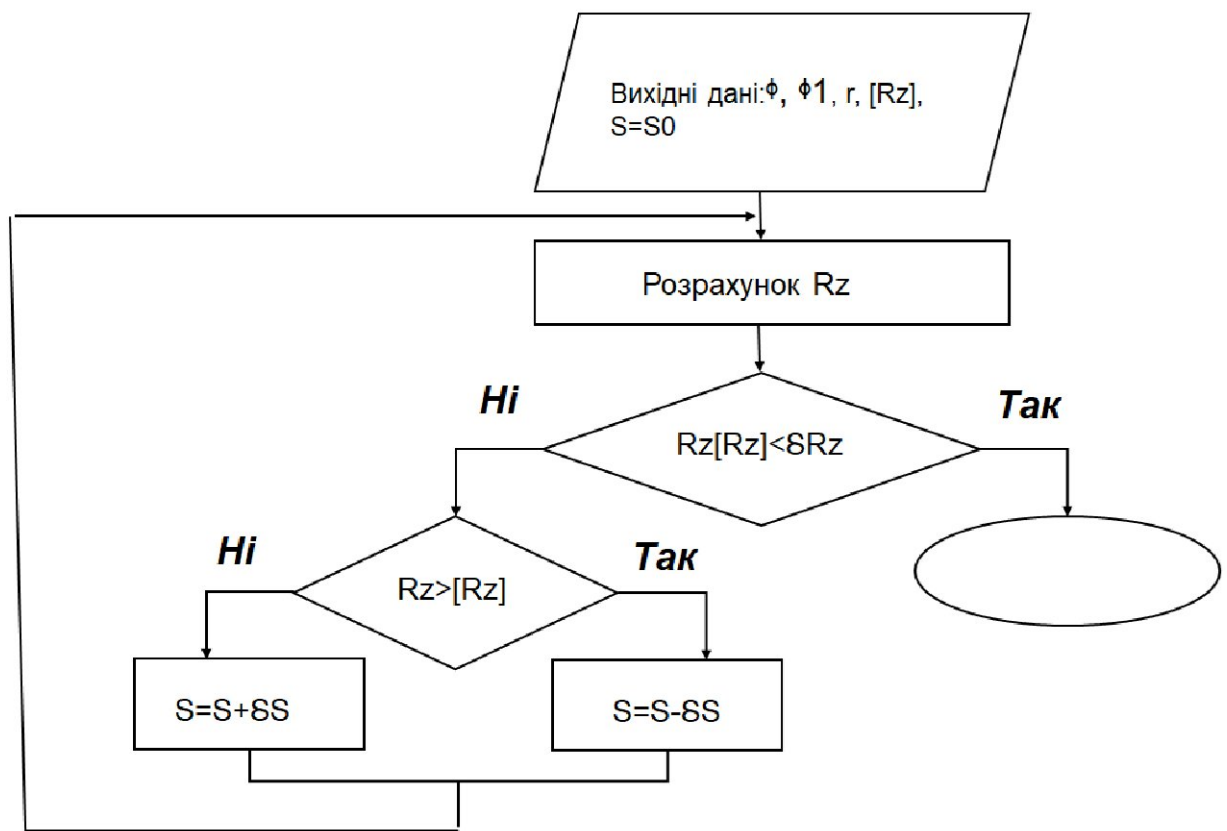 Вихідні дані:ϕ, ϕ1, r, [Rz],
S=S0
Розрахунок Rz
Ні
Так
Rz[Rz]<δRz
Ні
Так
Rz>[Rz]
S=S+δS
S=S-δS